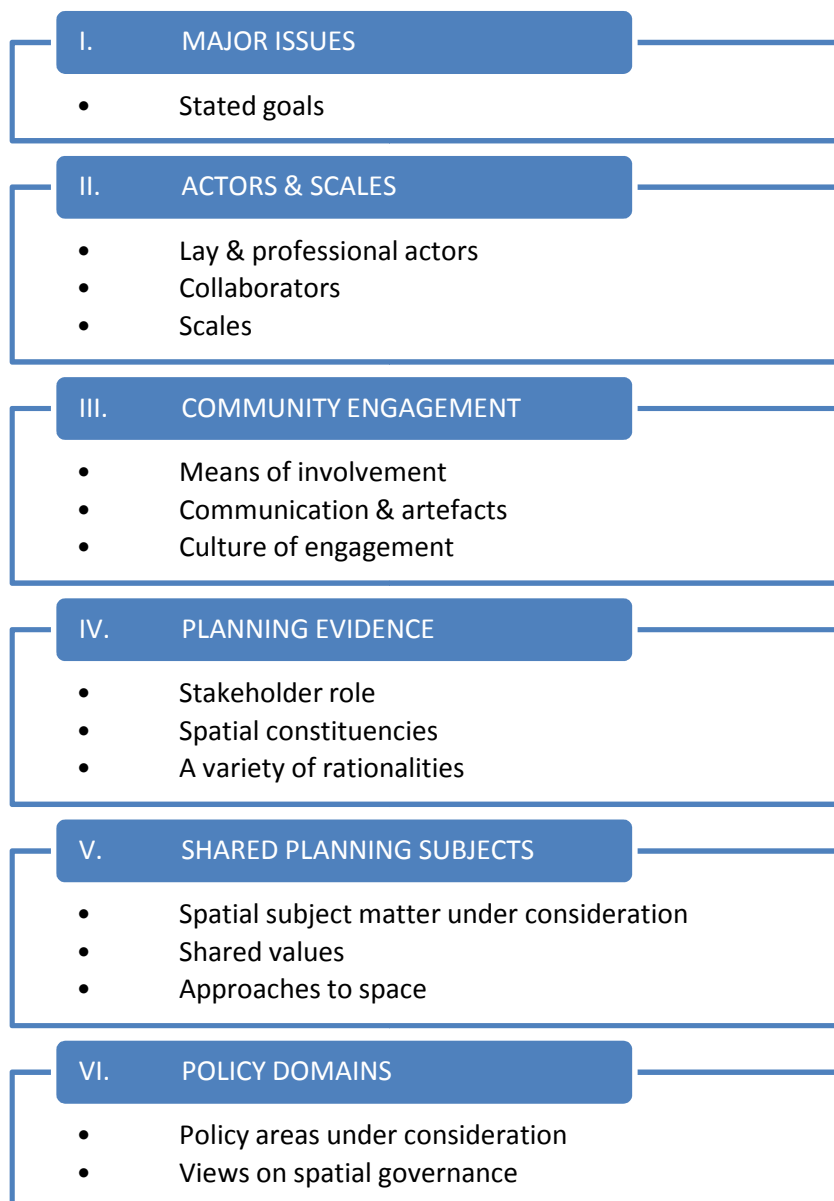 I. MAJOR ISSUES
• Stated goals
II. ACTORS & SCALES
• Lay & professional actors
• Collaborators
• Scales
III. COMMUNITY ENGAGEMENT
• Means of involvement
• Communication & artefacts
• Culture of engagement
IV. PLANNING EVIDENCE
• Stakeholder role
• Spatial constituencies
• A variety of rationalities
V. SHARED PLANNING SUBJECTS
• Spatial subject matter under consideration
• Shared values
• Approaches to space
VI. POLICY DOMAINS
• Policy areas under consideration
• Views on spatial governance